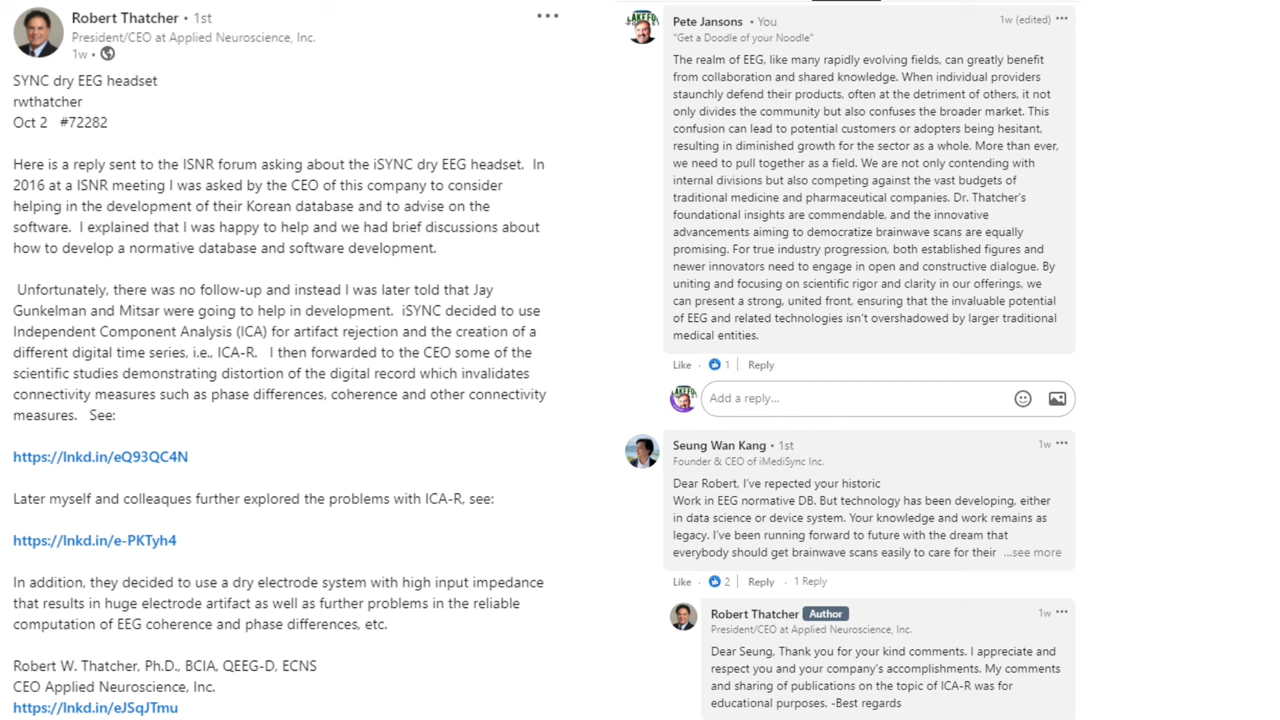 Robert Thatcher • 1st
President/CEO at Applied Neuroscience, Inc.
1w •
SYNC dry EEG headset
rwthatcher
Oct 2 #72282
Here is a reply sent to the ISNR forum asking about the iSYNC dry EEG headset. In
2016 at a ISNR meeting I was asked by the CEO of this company to consider
helping in the development of their Korean database and to advise on the
software. I explained that I was happy to help and we had brief discussions about
how to develop a normative database and software development.
Unfortunately, there was no follow-up and instead I was later told that Jay
Gunkelman and Mitsar were going to help in development. iSYNC decided to use
Independent Component Analysis (ICA) for artifact rejection and the creation of a
different digital time series, i.e., ICA-R. I then forwarded to the CEO some of the
scientific studies demonstrating distortion of the digital record which invalidates
connectivity measures such as phase differences, coherence and other connectivity
measures. See:
https://lnkd.in/eQ93QC4N
Later myself and colleaques further explored the problems with ICA-R, see:
https://lnkd.in/e-PKTyh4
In addition, they decided to use a dry electrode system with high input impedance
that results in huge electrode artifact as well as further problems in the reliable
computation of EEG coherence and phase differences, etc.
Robert W. Thatcher, Ph.D., BCIA, QEEG-D, ECNS
CEO Applied Neuroscience, Inc.
https://lnkd.in/eJSqJTmu
Pete Jansons • You
1w (edited)
"Get a Doodle of your Noodle"
The realm of EEG, like many rapidly evolving fields, can greatly benefit
from collaboration and shared knowledge. When individual providers
staunchly defend their products, often at the detriment of others, it not
only divides the community but also confuses the broader market. This
confusion can lead to potential customers or adopters being hesitant,
resulting in diminished growth for the sector as a whole. More than ever,
we need to pull together as a field. We are not only contending with
internal divisions but also competing against the vast budgets of
traditional medicine and pharmaceutical companies. Dr. Thatcher's
foundational insights are commendable, and the innovative
advancements aiming to democratize brainwave scans are equally
promising. For true industry progression, both established figures and
newer innovators need to engage in open and constructive dialogue. By
uniting and focusing on scientific rigor and clarity in our offerings, we
can present a strong, united front, ensuring that the invaluable potential
of EEG and related technologies isn't overshadowed by larger traditional
medical entities.
Like · 1 | Reply
Add a reply...
Seung Wan Kang • 1st
1w
Founder & CEO of iMediSync Inc.
Dear Robert, I've repected your historic
Work in EEG normative DB. But technology has been developing, either
in data science or device system. Your knowledge and work remains as
legacy. I've been running forward to future with the dream that
everybody should get brainwave scans easily to care for their ...see more
Like · 2 | Reply · 1 Reply
Robert Thatcher Author
1w
President/CEO at Applied Neuroscience, Inc.
Dear Seung, Thank you for your kind comments. I appreciate and
respect you and your company's accomplishments. My comments
and sharing of publications on the topic of ICA-R was for
educational purposes. -Best regards